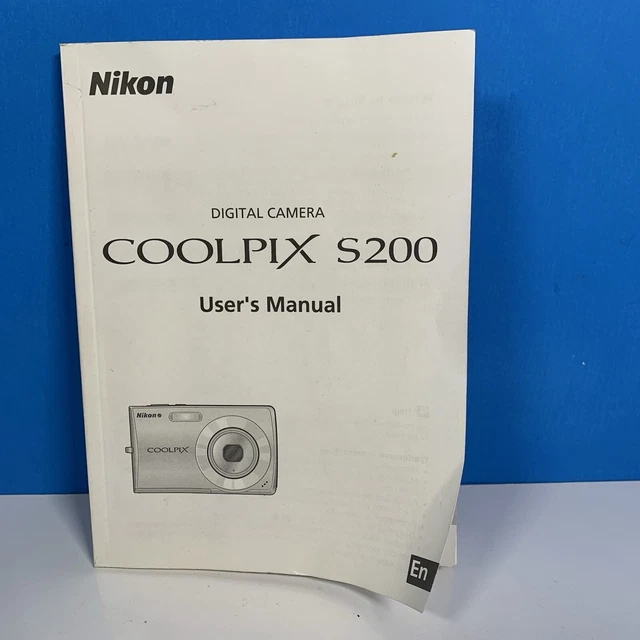 Nikon
DIGITAL CAMERA
COOLPIX S200
User's Manual
Nikon
COOLPIX
En